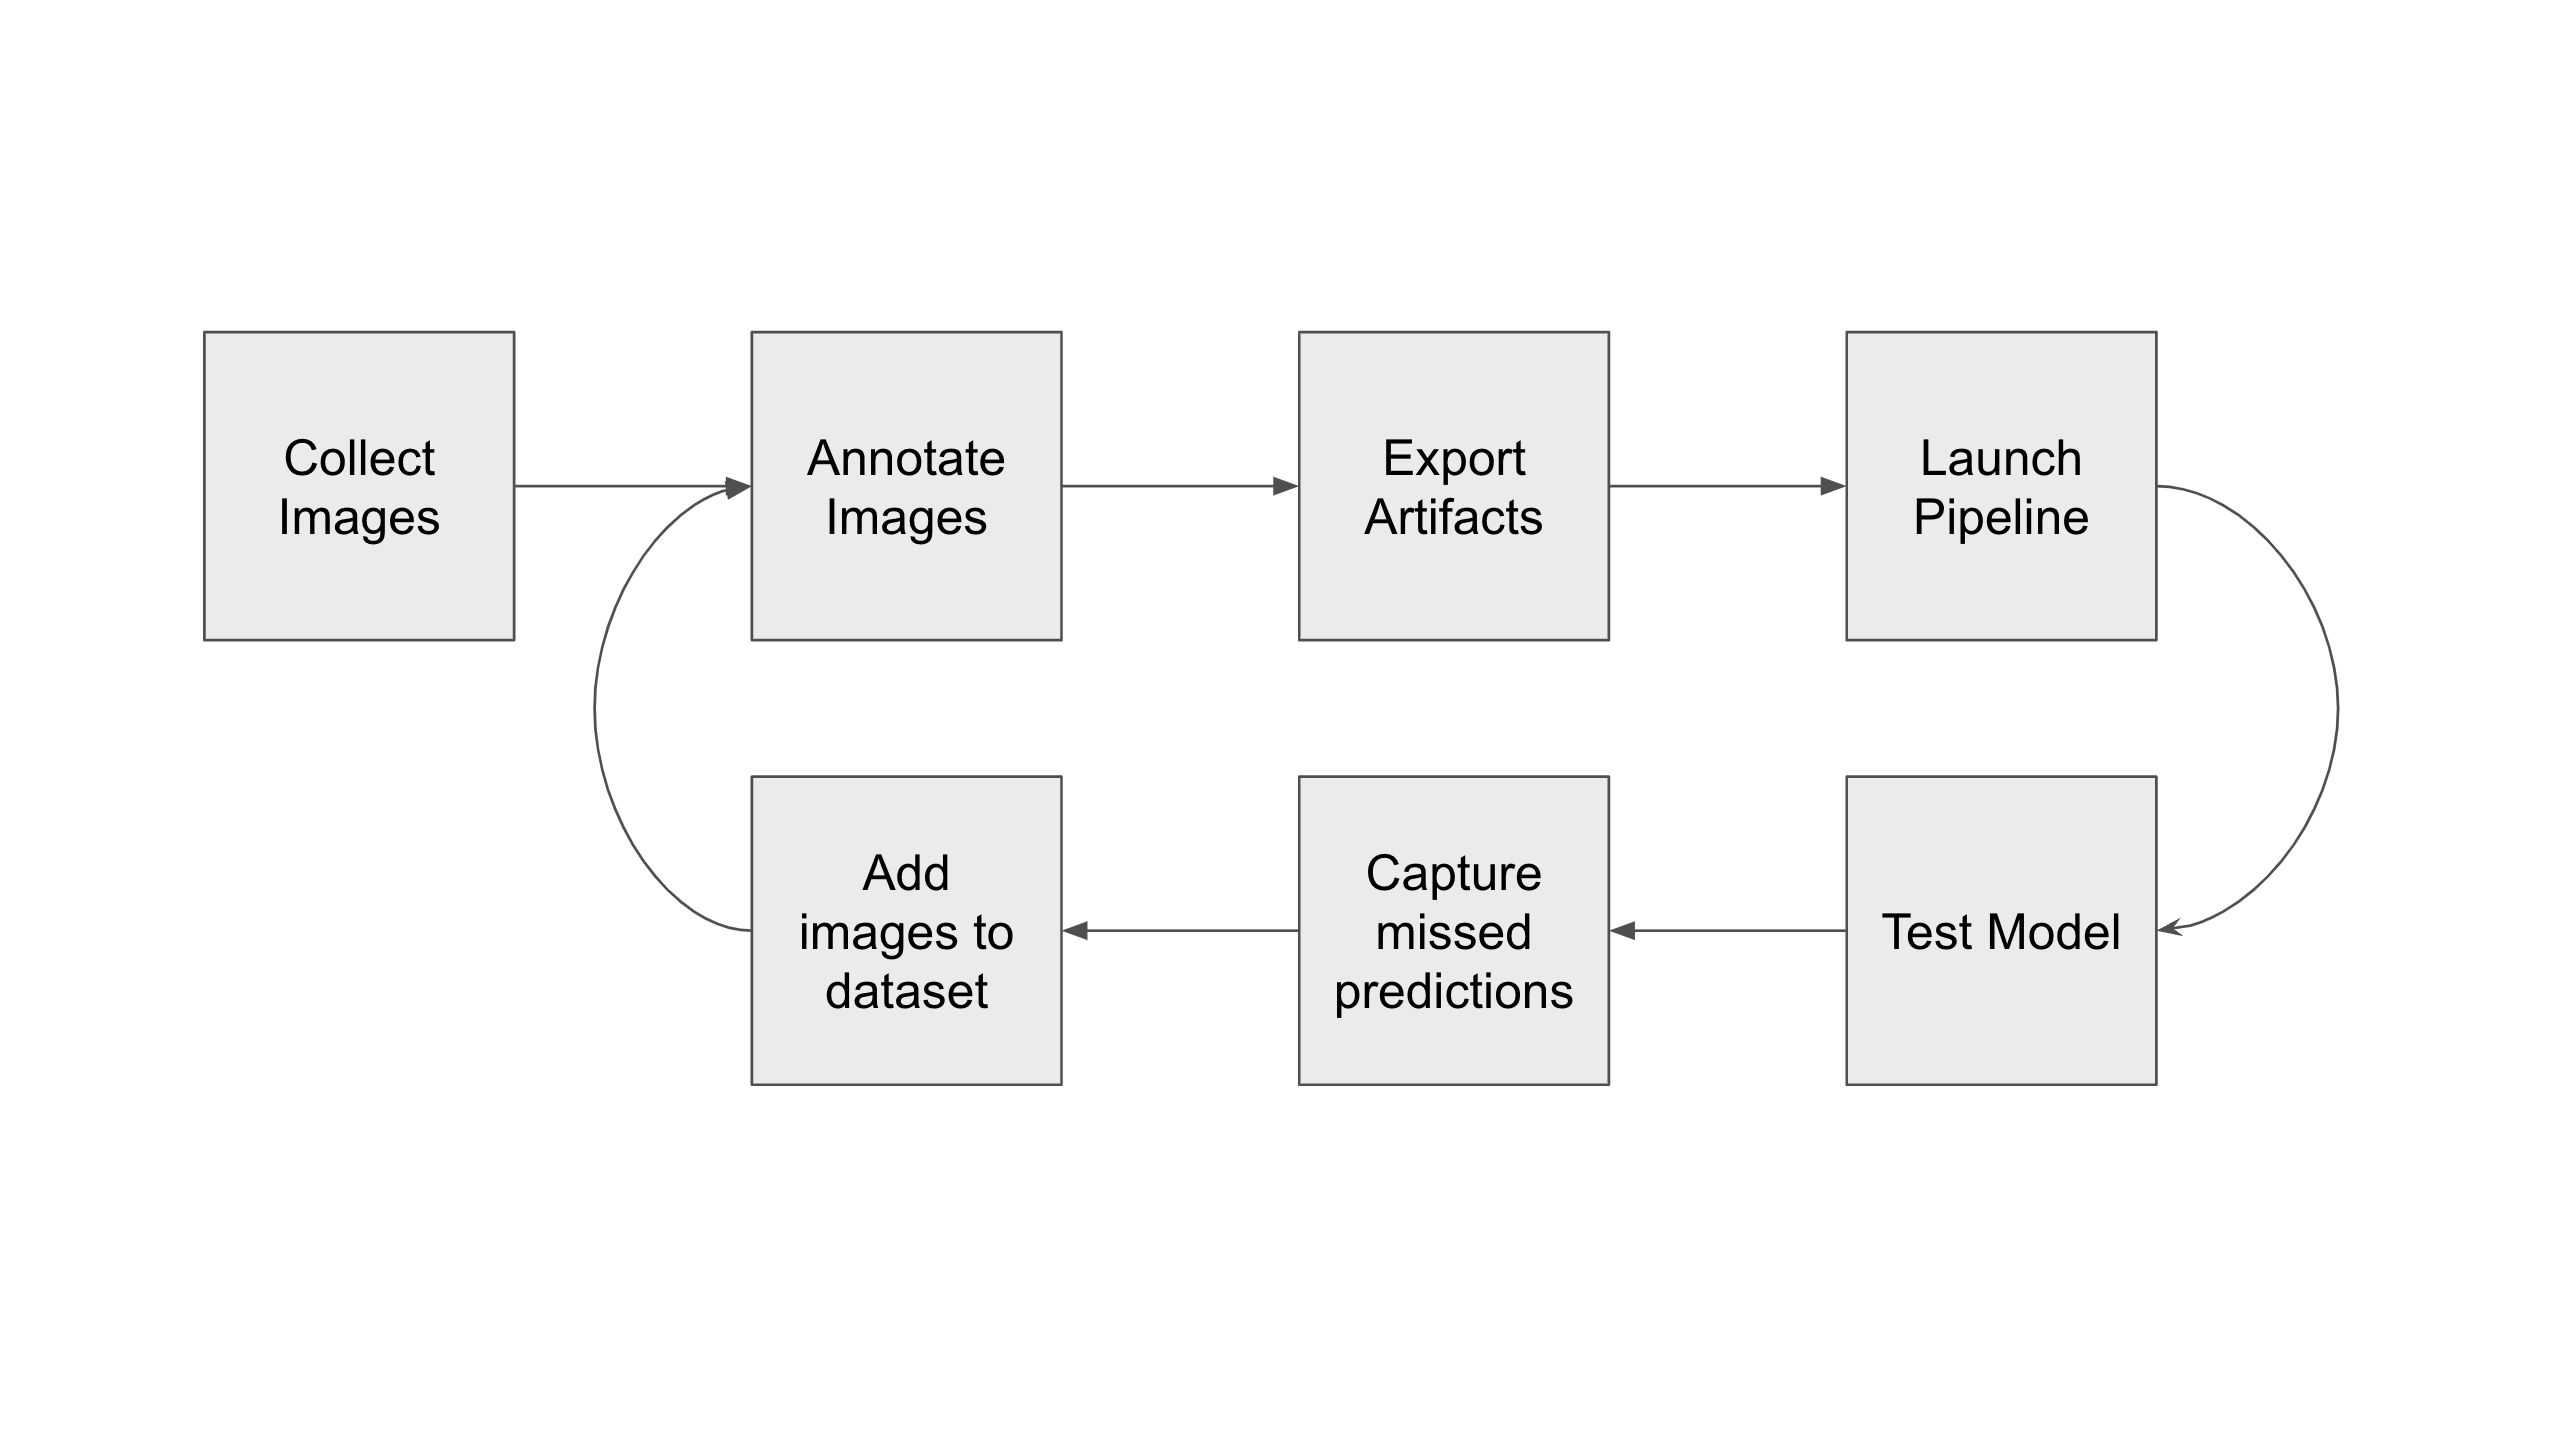 Collect
Images
Annotate
Images
Export
Artifacts
Launch
Pipeline
Add
images to
dataset
Capture
missed
predictions
Test Model